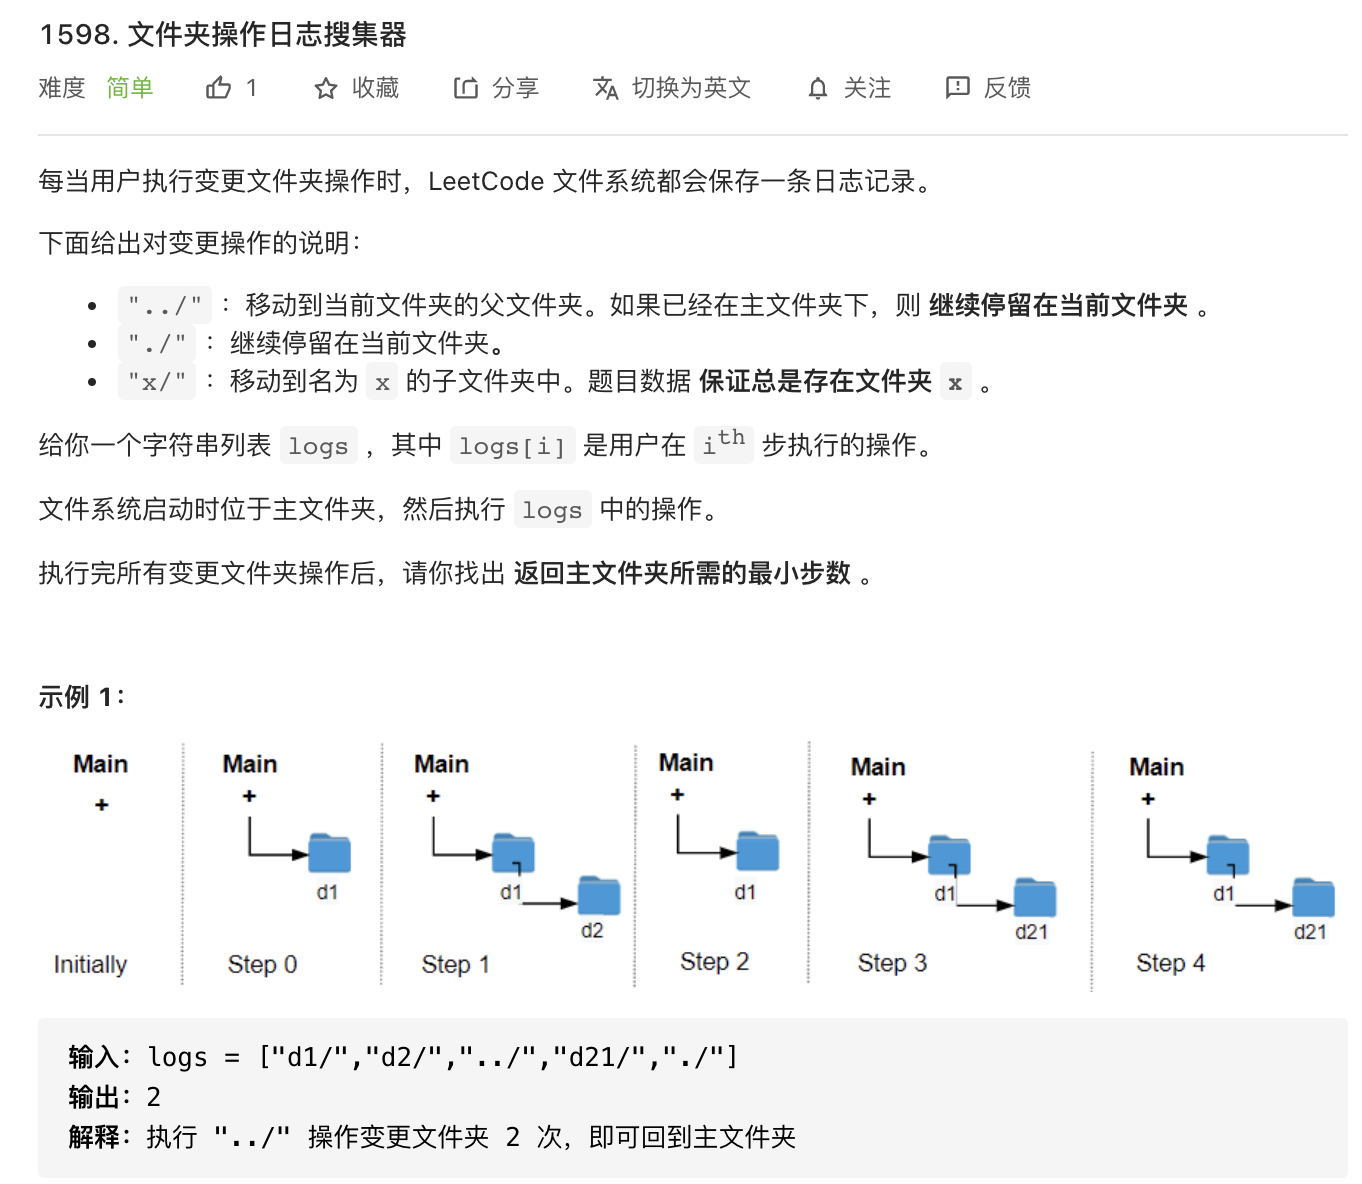 1598. 文件夹操作日志搜集器
难度 简单 1 收藏 分享 切换为英文 关注 反馈
每当用户执行变更文件夹操作时，LeetCode 文件系统都会保存一条日志记录。
下面给出对变更操作的说明：
• "../" ：移动到当前文件夹的父文件夹。如果已经在主文件夹下，则 继续停留在当前文件夹 。
• "./" ：继续停留在当前文件夹。
• "x/" ：移动到名为 x 的子文件夹中。题目数据 保证总是存在文件夹 x 。
给你一个字符串列表 logs ，其中 logs[i] 是用户在 ith 步执行的操作。
文件系统启动时位于主文件夹，然后执行 logs 中的操作。
执行完所有变更文件夹操作后，请你找出 返回主文件夹所需的最小步数 。
示例 1：
Main Main Main Main Main Main
+ + + + + +
d1 d1 d1 d1 d1
d2 d21 d21
Initially Step 0 Step 1 Step 2 Step 3 Step 4
输入：logs = ["d1/","d2/","../","d21/","./"]
输出：2
解释：执行 "../" 操作变更文件夹 2 次，即可回到主文件夹